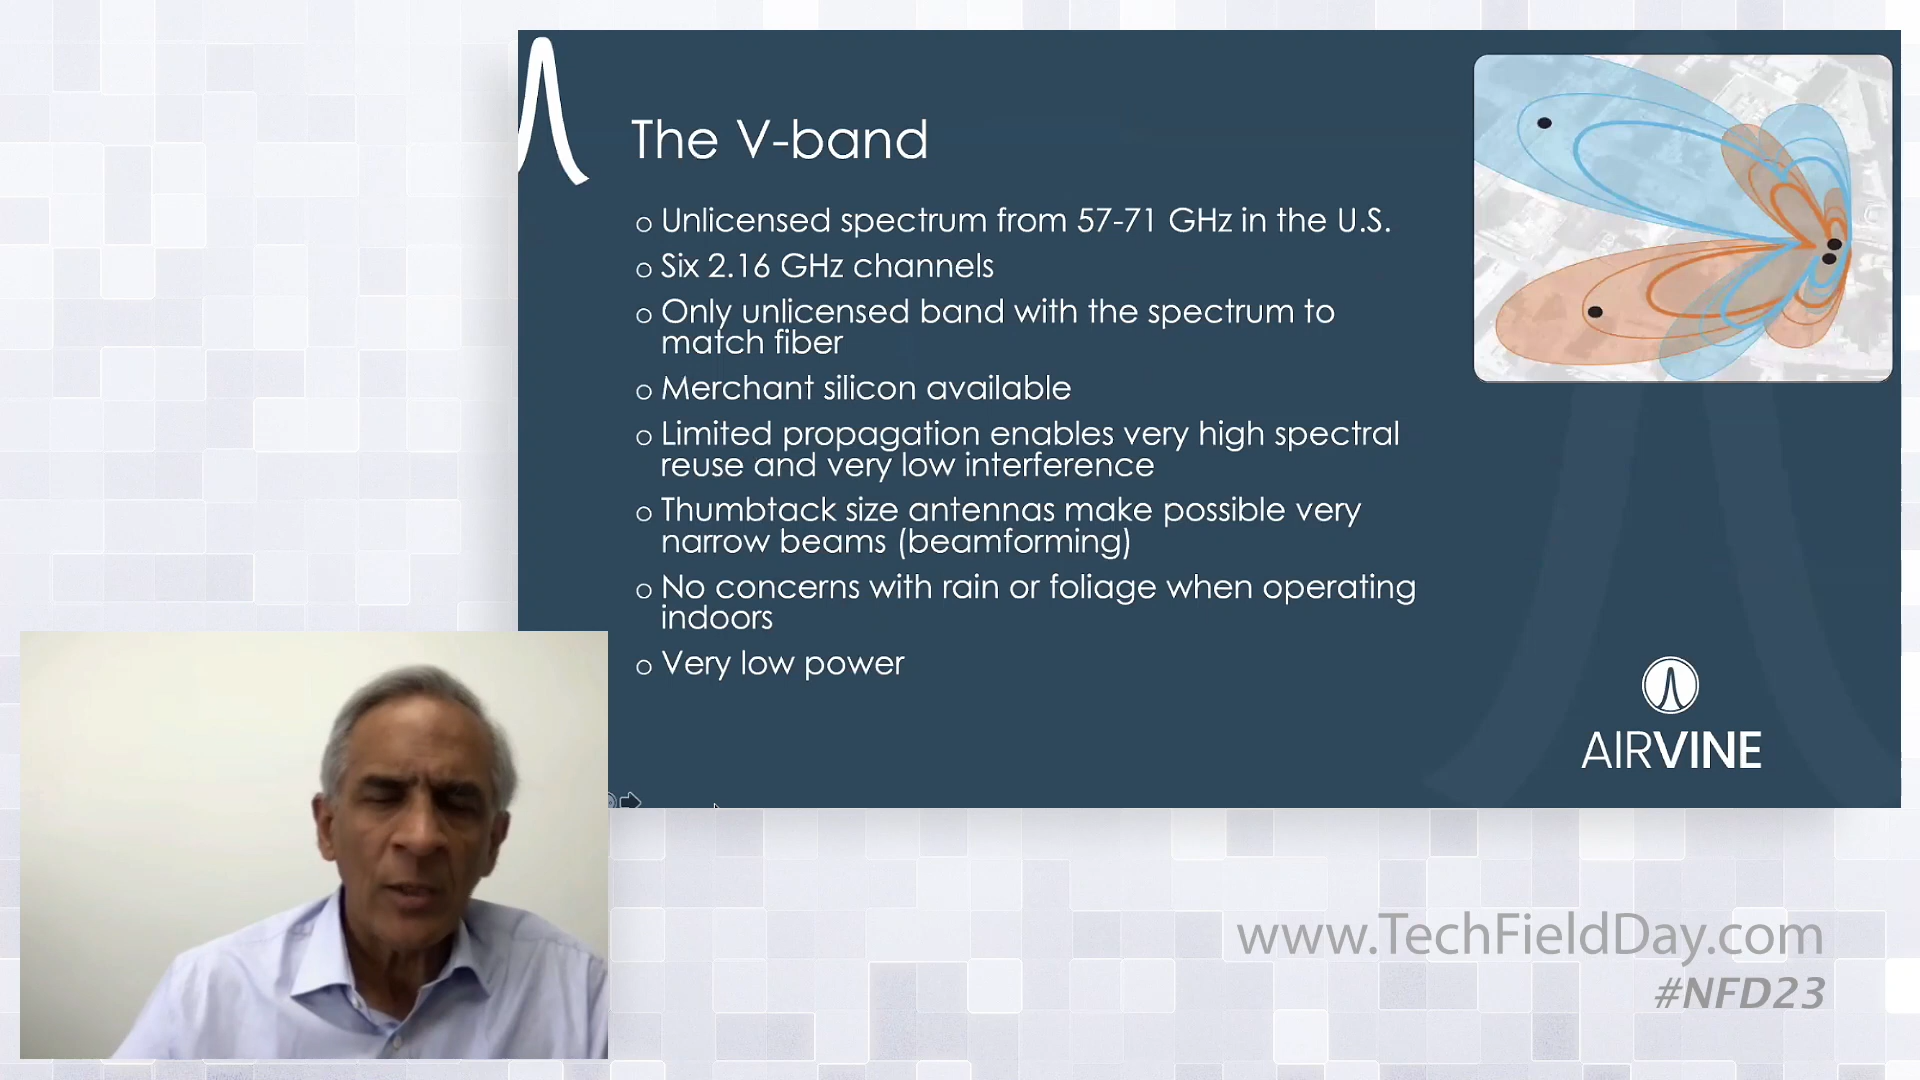 The V-band
o Unlicensed spectrum from 57-71 GHz in the U.S.
o Six 2.16 GHz channels
o Only unlicensed band with the spectrum to
match fiber
o Merchant silicon available
o Limited propagation enables very high spectral
reuse and very low interference
o Thumbtack size antennas make possible very
narrow beams (beamforming)
o No concerns with rain or foliage when operating
indoors
o Very low power
AIRVINE
www.TechFieldDay.com
#NFD23